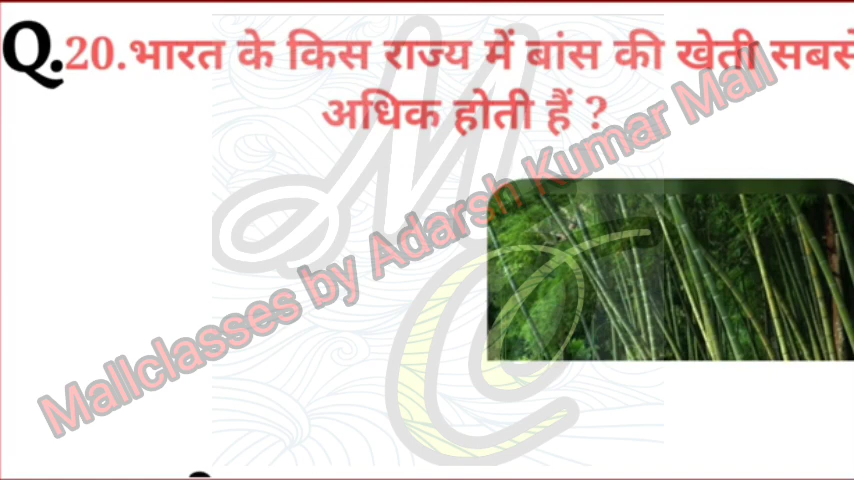 Q.20.भारत के किस राज्य में बांस की खेती सबसे
अधिक होती हैं ?
Mallclasses by Adarsh Kumar Mall